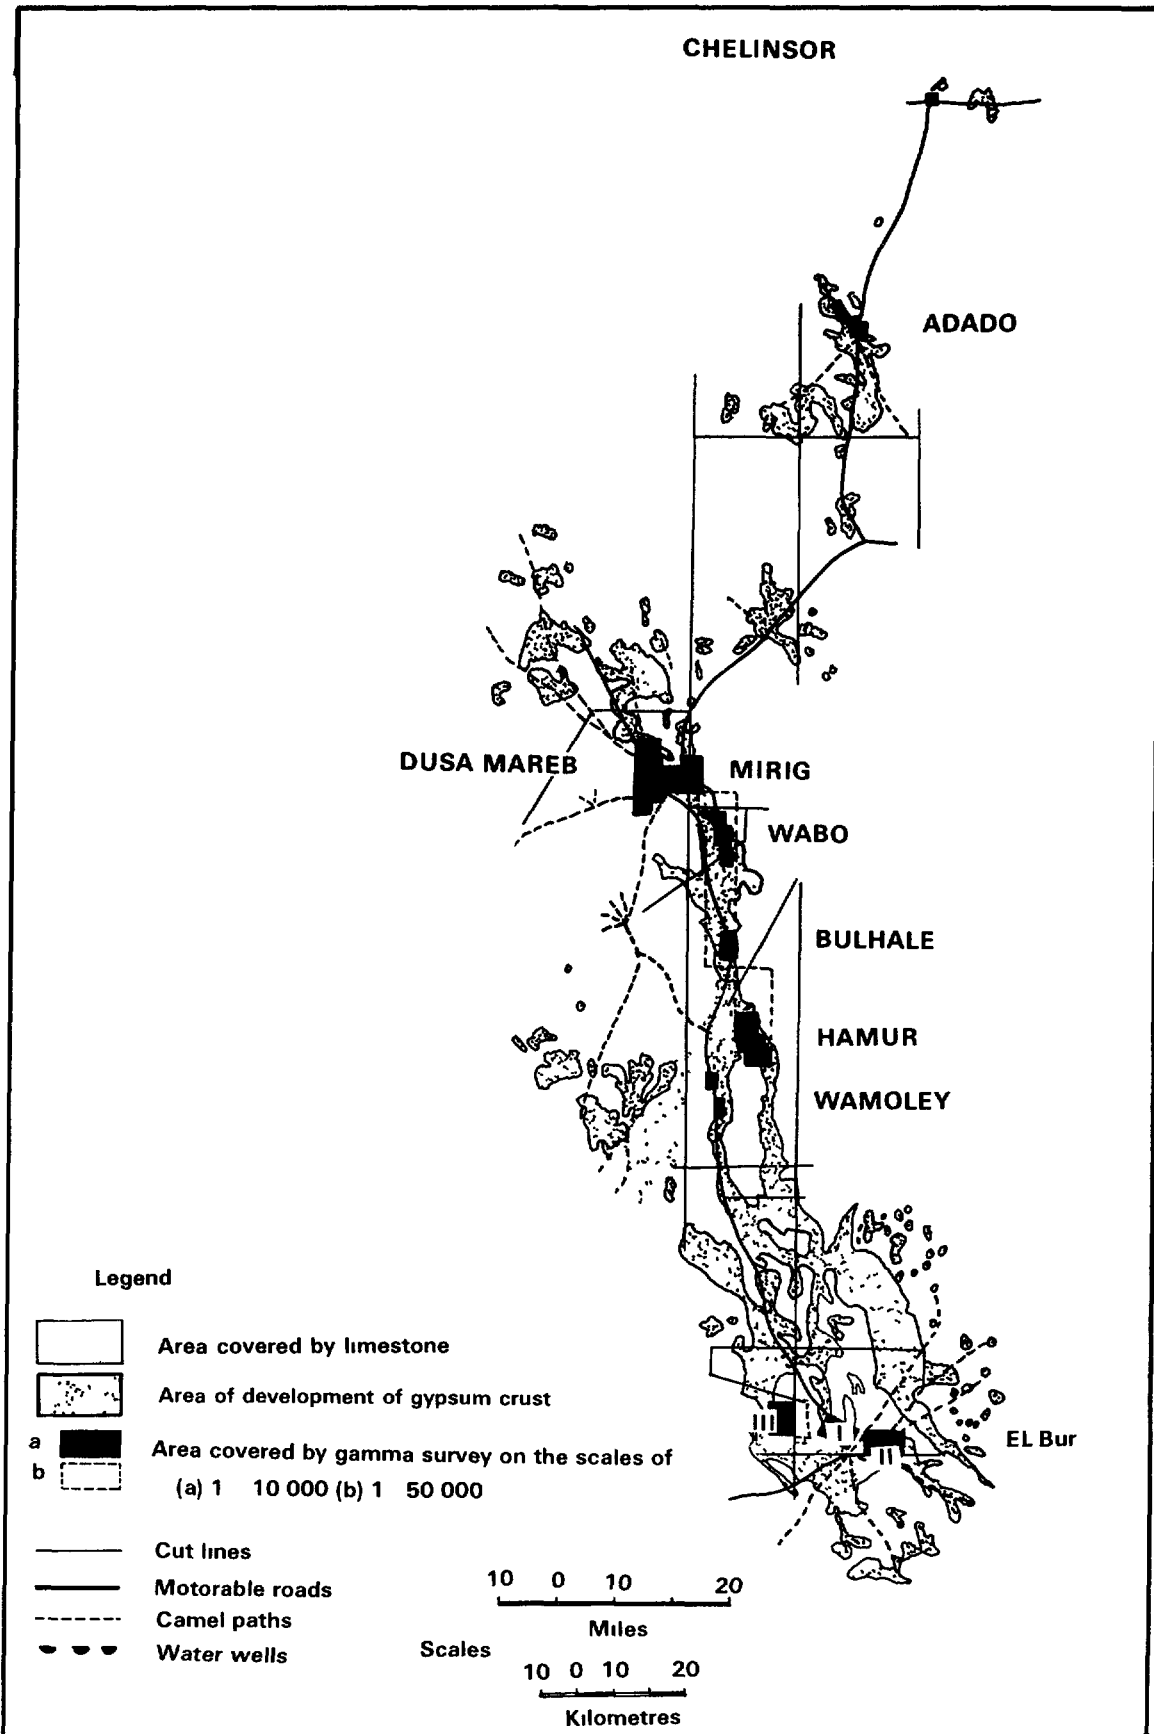 CHELINSOR
ADADO
DUSA MAREB
MIRIG
WABO
BULHALE
HAMUR
WAMOLEY
III
I
II
EL Bur
Legend
Area covered by limestone
Area of development of gypsum crust
a
b
Area covered by gamma survey on the scales of
(a) 1 10 000 (b) 1 50 000
Cut lines
Motorable roads
Camel paths
Water wells
Scales
10 0 10 20
Miles
10 0 10 20
Kilometres